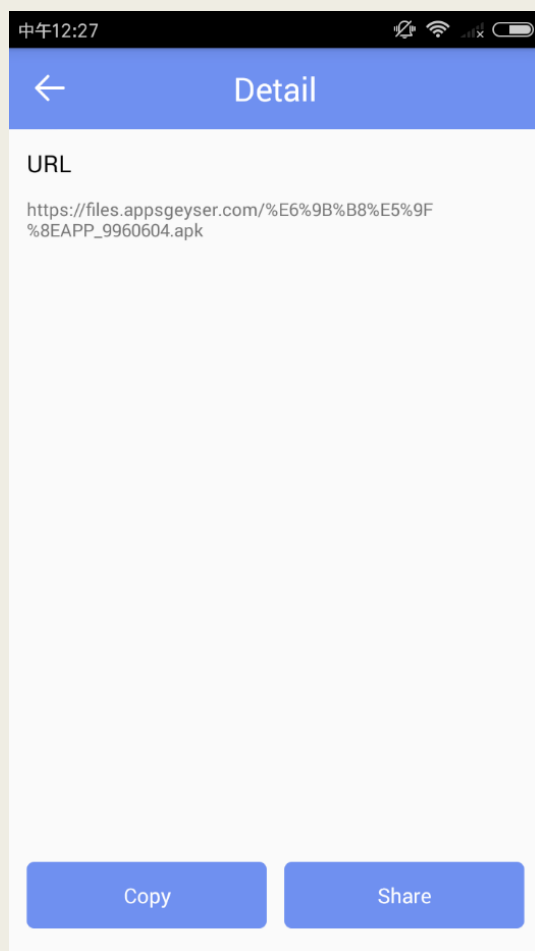 中午12:27
Detail
URL
https://files.appsgeyser.com/%E6%9B%B8%E5%9F
%8EAPP_9960604.apk
Copy
Share